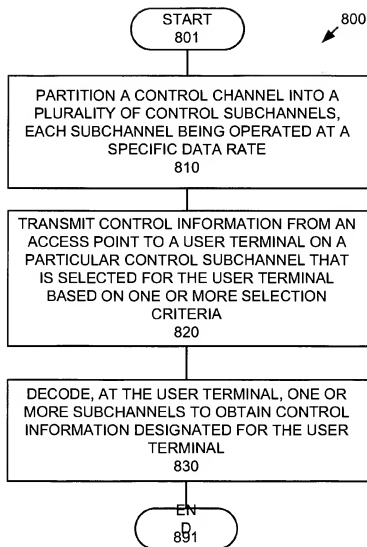 START
801
800
PARTITION A CONTROL CHANNEL INTO A
PLURALITY OF CONTROL SUBCHANNELS,
EACH SUBCHANNEL BEING OPERATED AT A
SPECIFIC DATA RATE
810
TRANSMIT CONTROL INFORMATION FROM AN
ACCESS POINT TO A USER TERMINAL ON A
PARTICULAR CONTROL SUBCHANNEL THAT
IS SELECTED FOR THE USER TERMINAL
BASED ON ONE OR MORE SELECTION
CRITERIA
820
DECODE, AT THE USER TERMINAL, ONE OR
MORE SUBCHANNELS TO OBTAIN CONTROL
INFORMATION DESIGNATED FOR THE USER
TERMINAL
830
EN
D
891